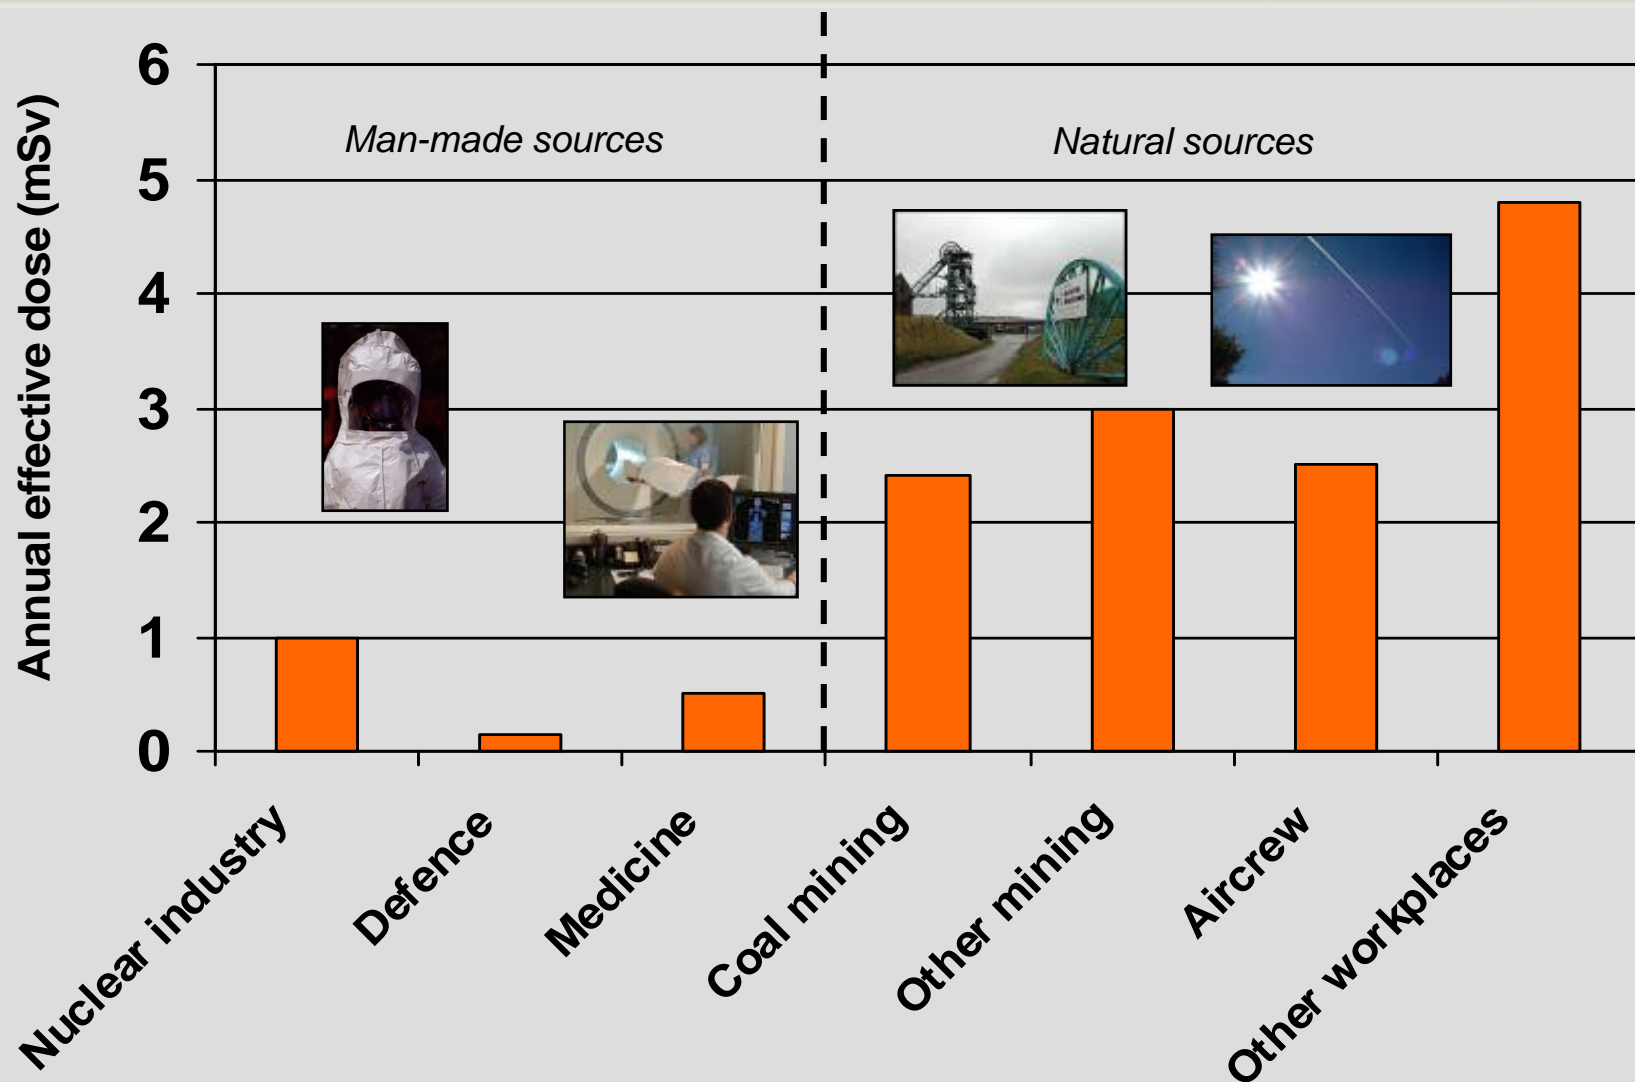 Annual effective dose (mSv)
6
5
4
3
2
1
0
Man-made sources
Natural sources
Nuclear industry
Defence
Medicine
Coal mining
Other mining
Aircrew
Other workplaces